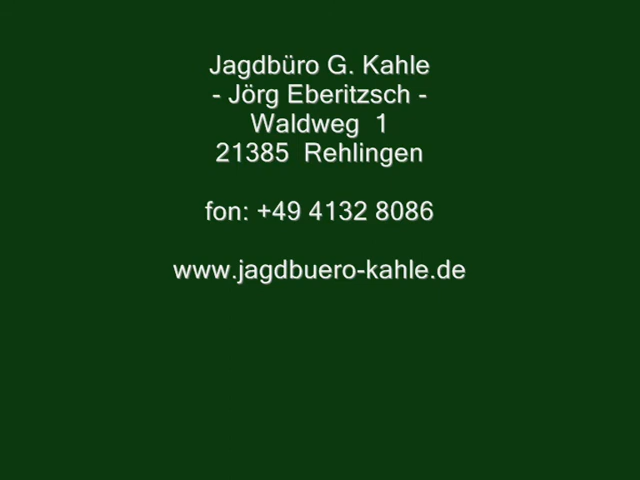 Jagdbüro G. Kahle
- Jörg Eberitzsch -
Waldweg  1
21385  Rehlingen
fon: +49 4132 8086
www.jagdbuero-kahle.de